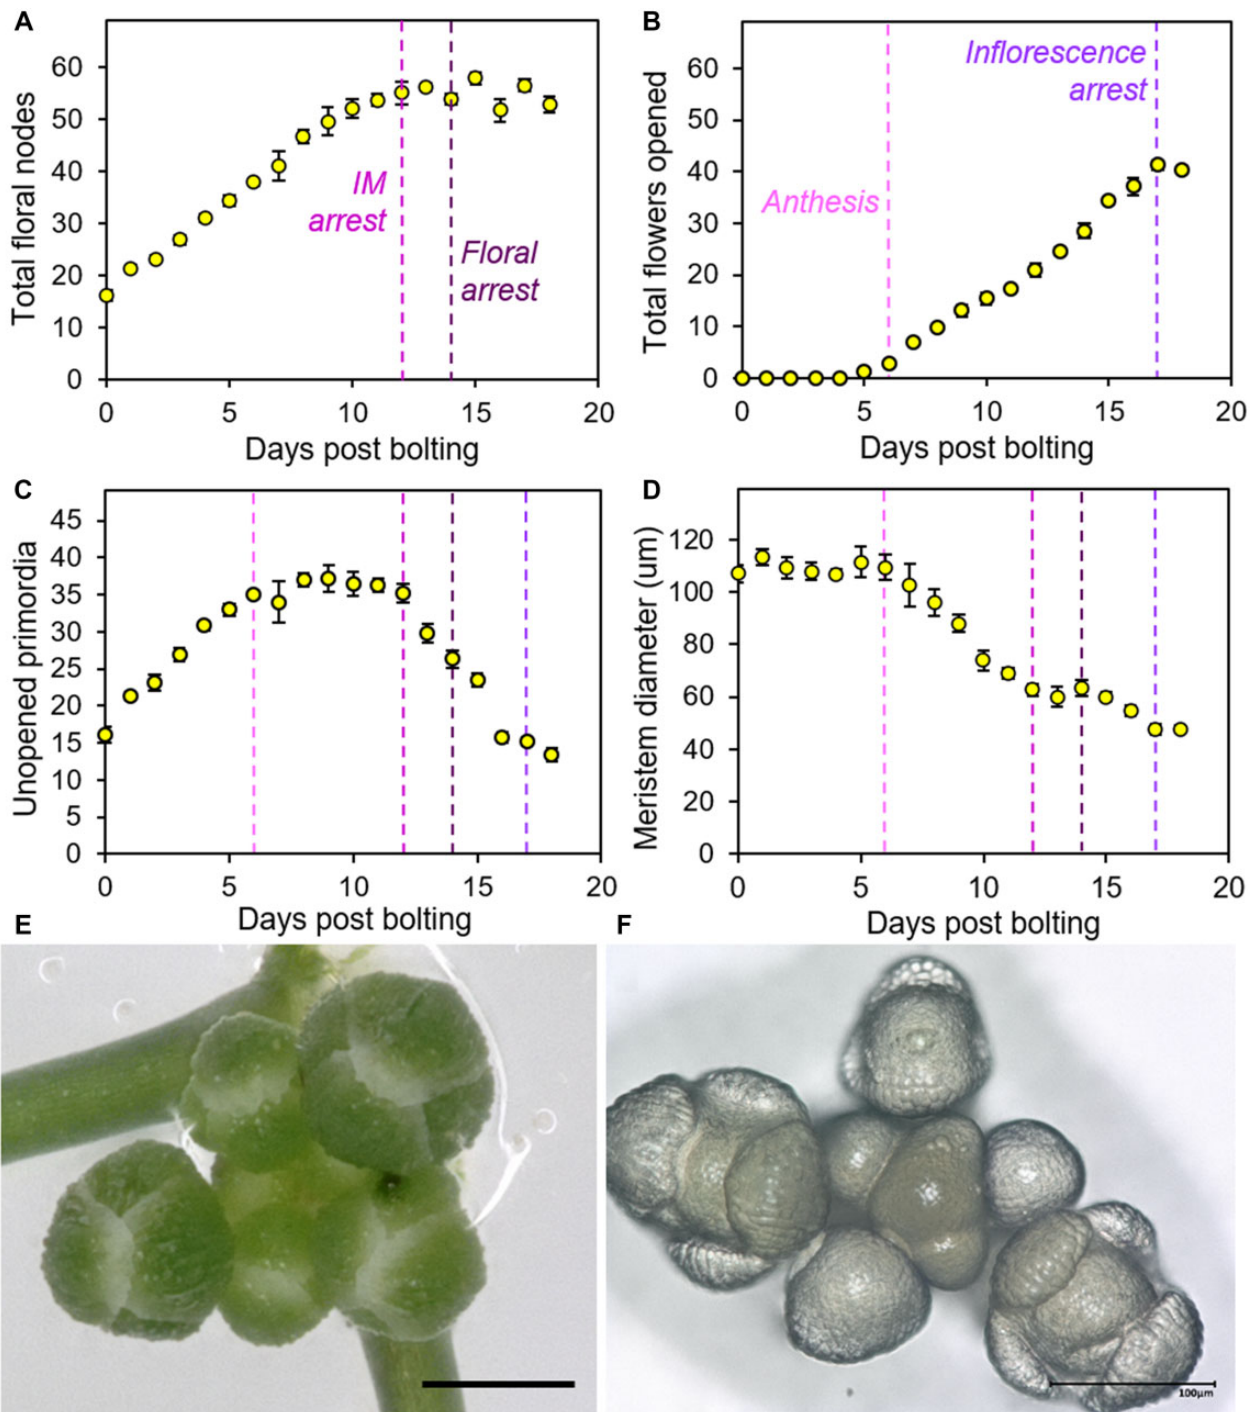 A
Total floral nodes
60
50
40
30
20
10
0
IM
arrest
Floral
arrest
0 5 10 15 20
Days post bolting
B
Total flowers opened
60
50
40
30
20
10
0
Anthesis
Inflorescence
arrest
0 5 10 15 20
Days post bolting
C
Unopened primordia
45
40
35
30
25
20
15
10
5
0
0 5 10 15 20
Days post bolting
D
Meristem diameter (um)
120
100
80
60
40
20
0
0 5 10 15 20
Days post bolting
E
F
100µm